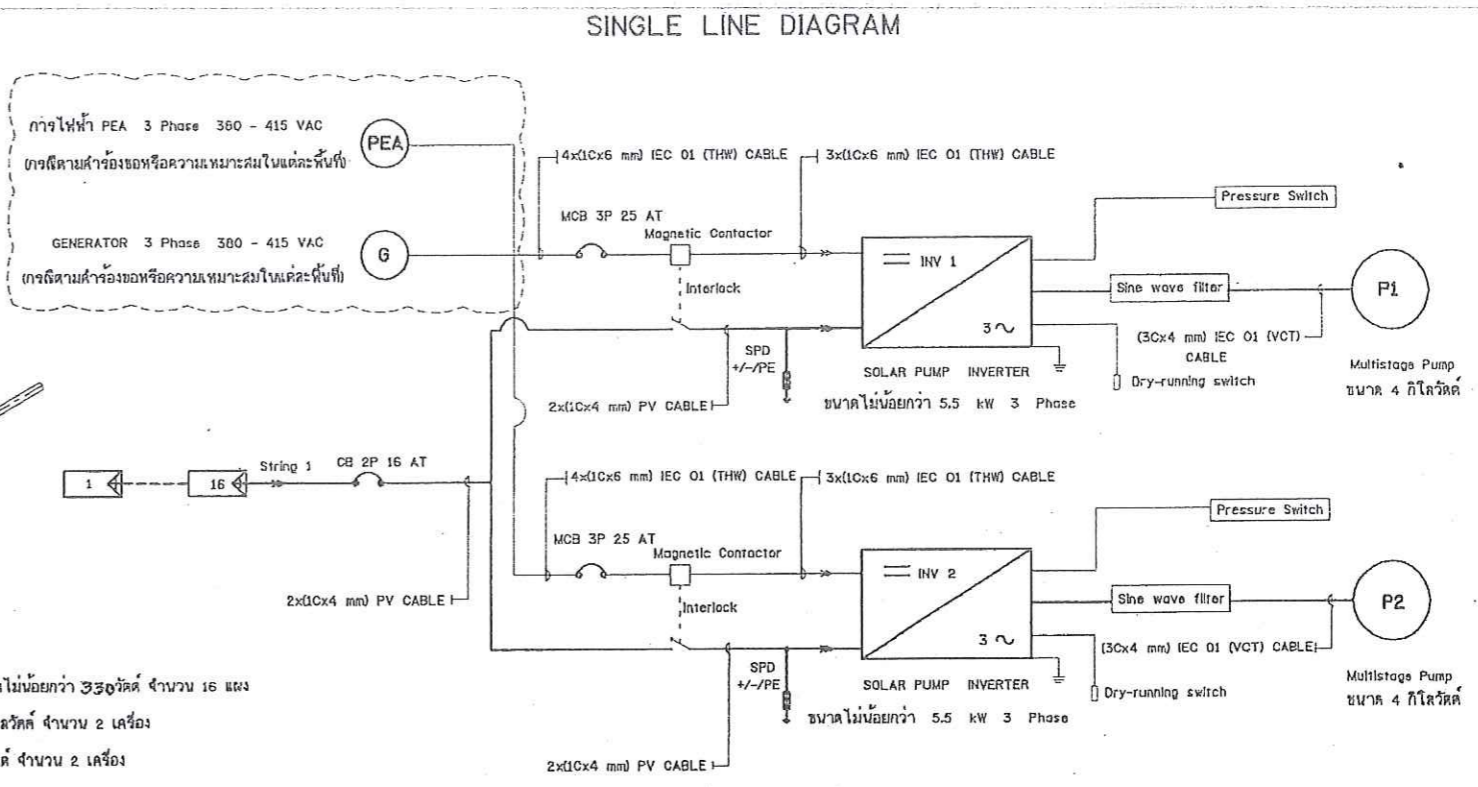 SINGLE LINE DIAGRAM
การไฟฟ้า PEA 3 Phase 380 - 415 VAC
(กรณีตามคำร้องขอหรือความเหมาะสมในแต่ละพื้นที่)
PEA
GENERATOR 3 Phase 380 - 415 VAC
(กรณีตามคำร้องขอหรือความเหมาะสมในแต่ละพื้นที่)
G
4x(1Cx6 mm) IEC 01 (THW) CABLE
3x(1Cx6 mm) IEC 01 (THW) CABLE
MCB 3P 25 AT
Magnetic Contactor
Interlock
INV 1
3
Pressure Switch
Sine wave filter
P1
(3Cx4 mm) IEC 01 (VCT)
CABLE
Dry-running switch
Multistage Pump
ขนาด 4 กิโลวัตต์
SPD
+/-/PE
SOLAR PUMP INVERTER
ขนาดไม่น้อยกว่า 5.5 kW 3 Phase
2x(1Cx4 mm) PV CABLE
1
16
String 1
CB 2P 16 AT
2x(1Cx4 mm) PV CABLE
4x(1Cx6 mm) IEC 01 (THW) CABLE
3x(1Cx6 mm) IEC 01 (THW) CABLE
MCB 3P 25 AT
Magnetic Contactor
Interlock
INV 2
3
Pressure Switch
Sine wave filter
P2
(3Cx4 mm) IEC 01 (VCT) CABLE
Dry-running switch
Multistage Pump
ขนาด 4 กิโลวัตต์
SPD
+/-/PE
SOLAR PUMP INVERTER
ขนาดไม่น้อยกว่า 5.5 kW 3 Phase
2x(1Cx4 mm) PV CABLE
ไม่น้อยกว่า 330วัตต์ จำนวน 16 แผง
จำนวน 2 เครื่อง
จำนวน 2 เครื่อง